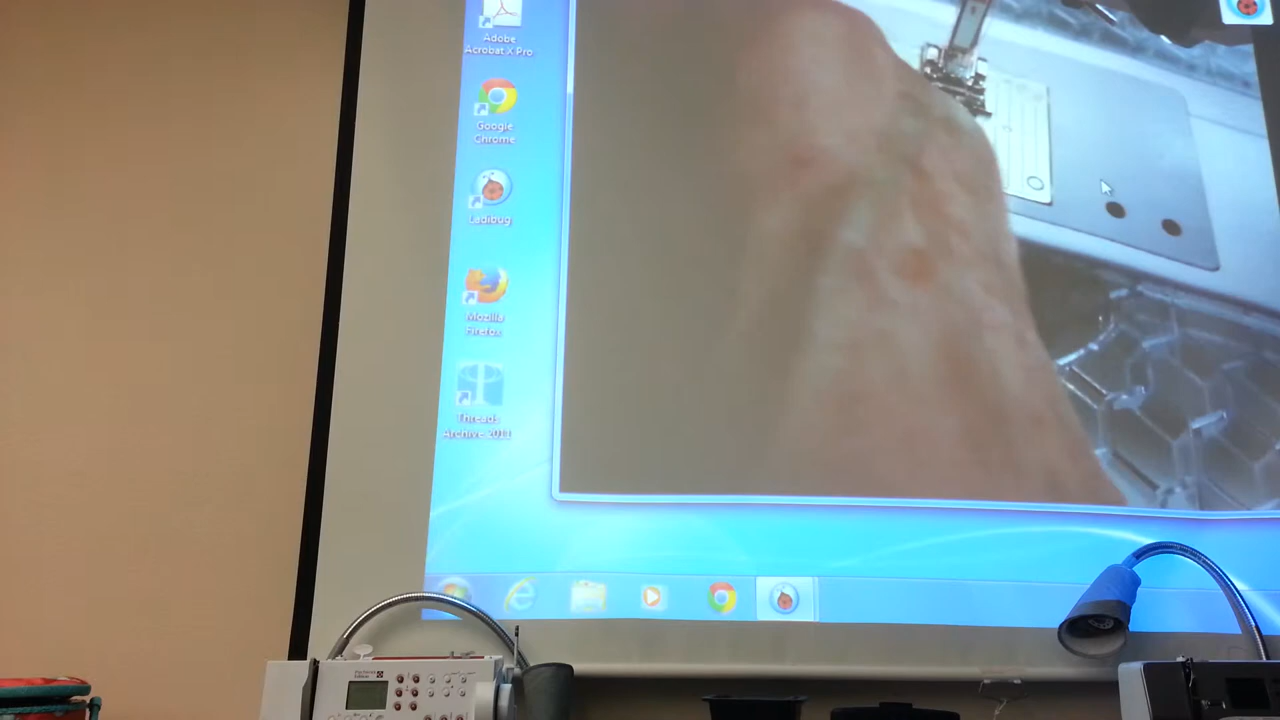 Adobe
Acrobat X Pro
Google
Chrome
Ladibug
Mozilla
Firefox
Threads
Archive 2011